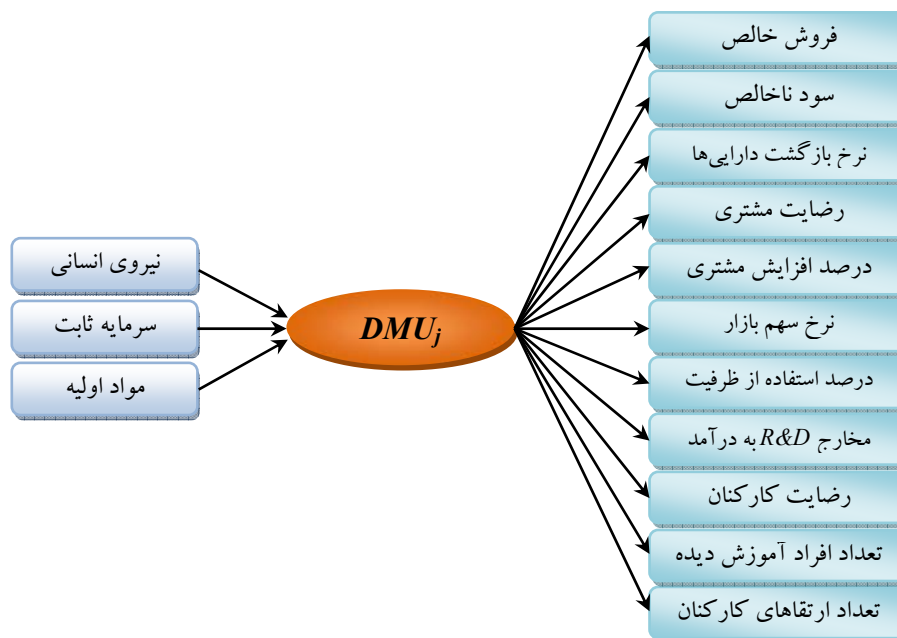 نیروی انسانی
سرمایه ثابت
مواد اولیه
DMUj
فروش خالص
سود ناخالص
نرخ بازگشت دارایی‌ها
رضایت مشتری
درصد افزایش مشتری
نرخ سهم بازار
درصد استفاده از ظرفیت
مخارج R&D به درآمد
رضایت کارکنان
تعداد افراد آموزش دیده
تعداد ارتقاهای کارکنان